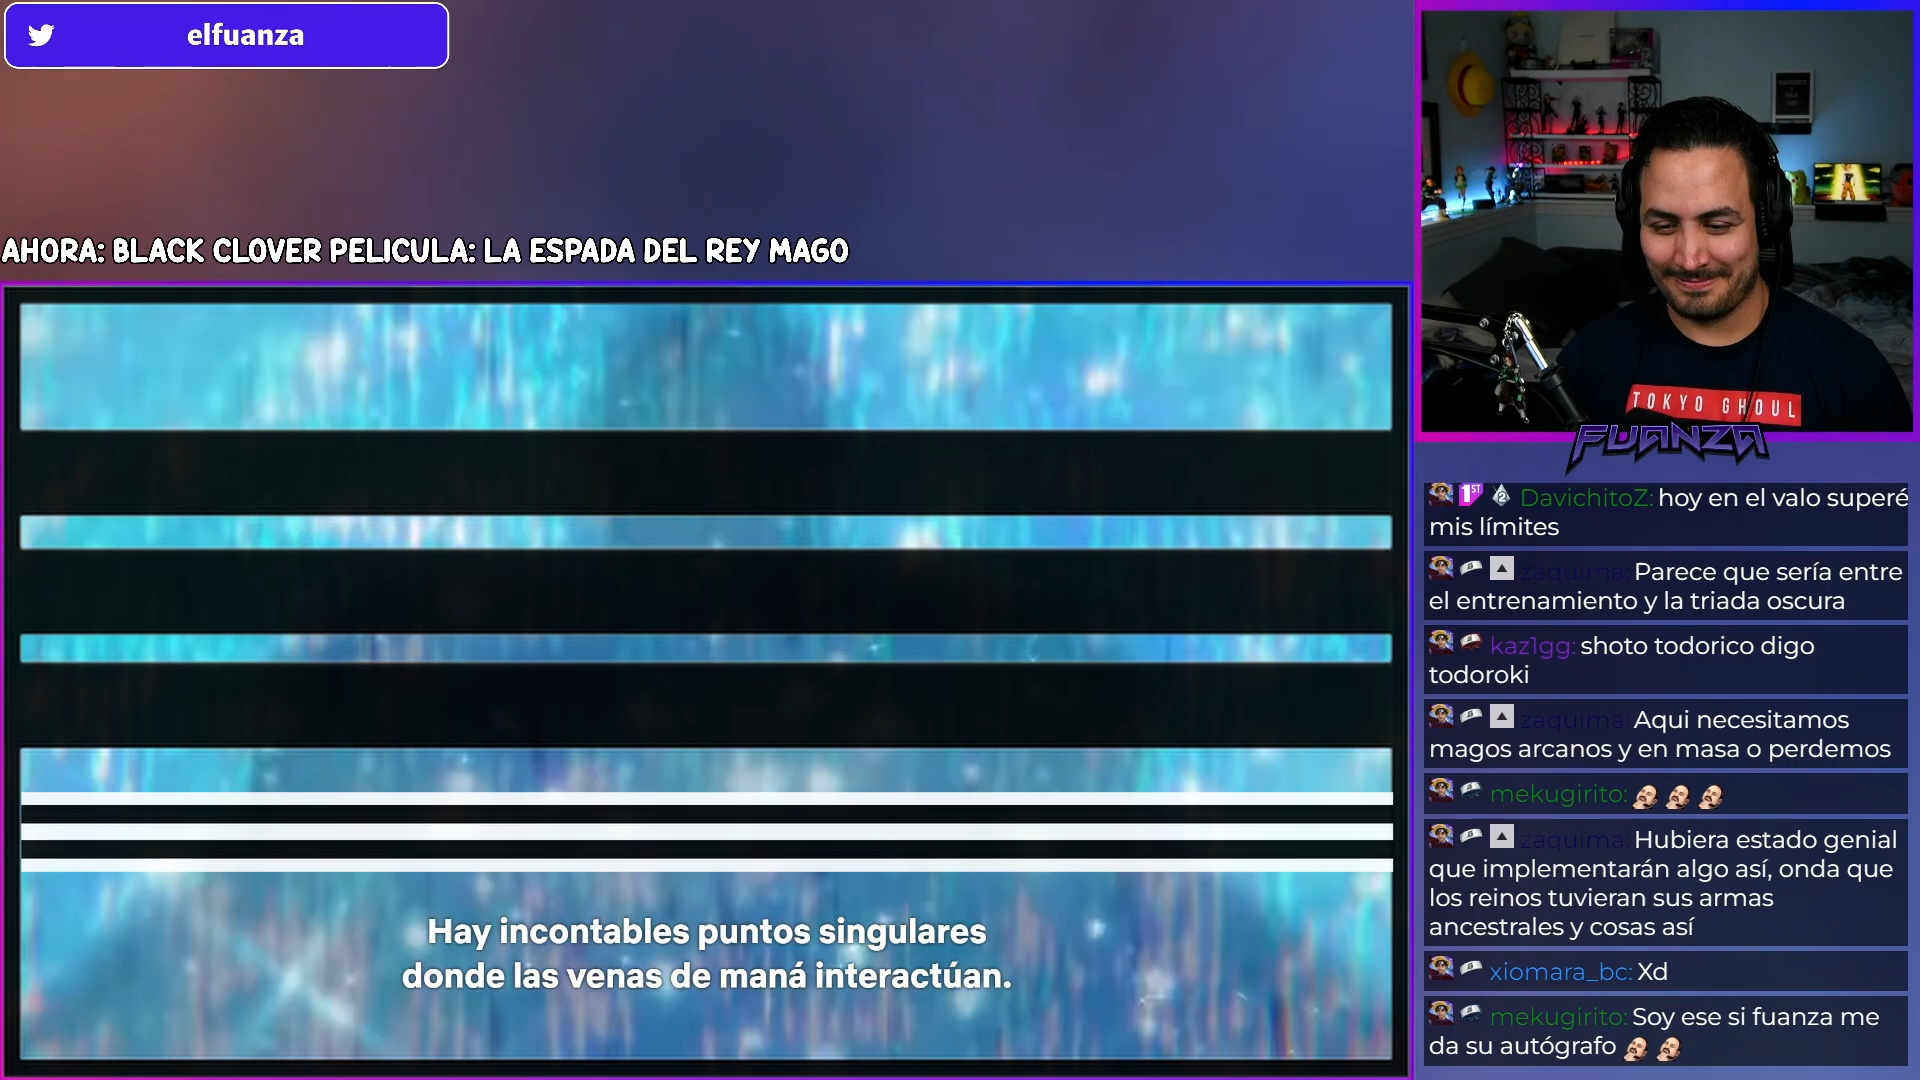 elfuanza
AHORA: BLACK CLOVER PELICULA: LA ESPADA DEL REY MAGO
Hay incontables puntos singulares
donde las venas de maná interactúan.
TOKYO GHOUL
FUANZA
DavichitoZ: hoy en el valo superé
mis límites
zaquima: Parece que sería entre
el entrenamiento y la triada oscura
kaz1gg: shoto todorico digo
todoroki
zaquima: Aqui necesitamos
magos arcanos y en masa o perdemos
mekugirito:
zaquima: Hubiera estado genial
que implementarán algo así, onda que
los reinos tuvieran sus armas
ancestrales y cosas así
xiomara_bc: Xd
mekugirito: Soy ese si fuanza me
da su autógrafo